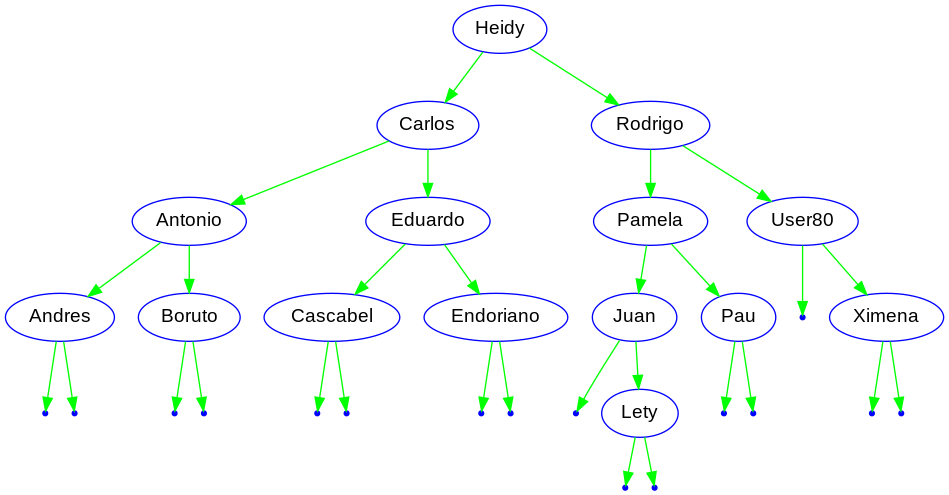 Heidy
Carlos
Rodrigo
Antonio
Eduardo
Pamela
User80
Andres
Boruto
Cascabel
Endoriano
Juan
Pau
Ximena
Lety